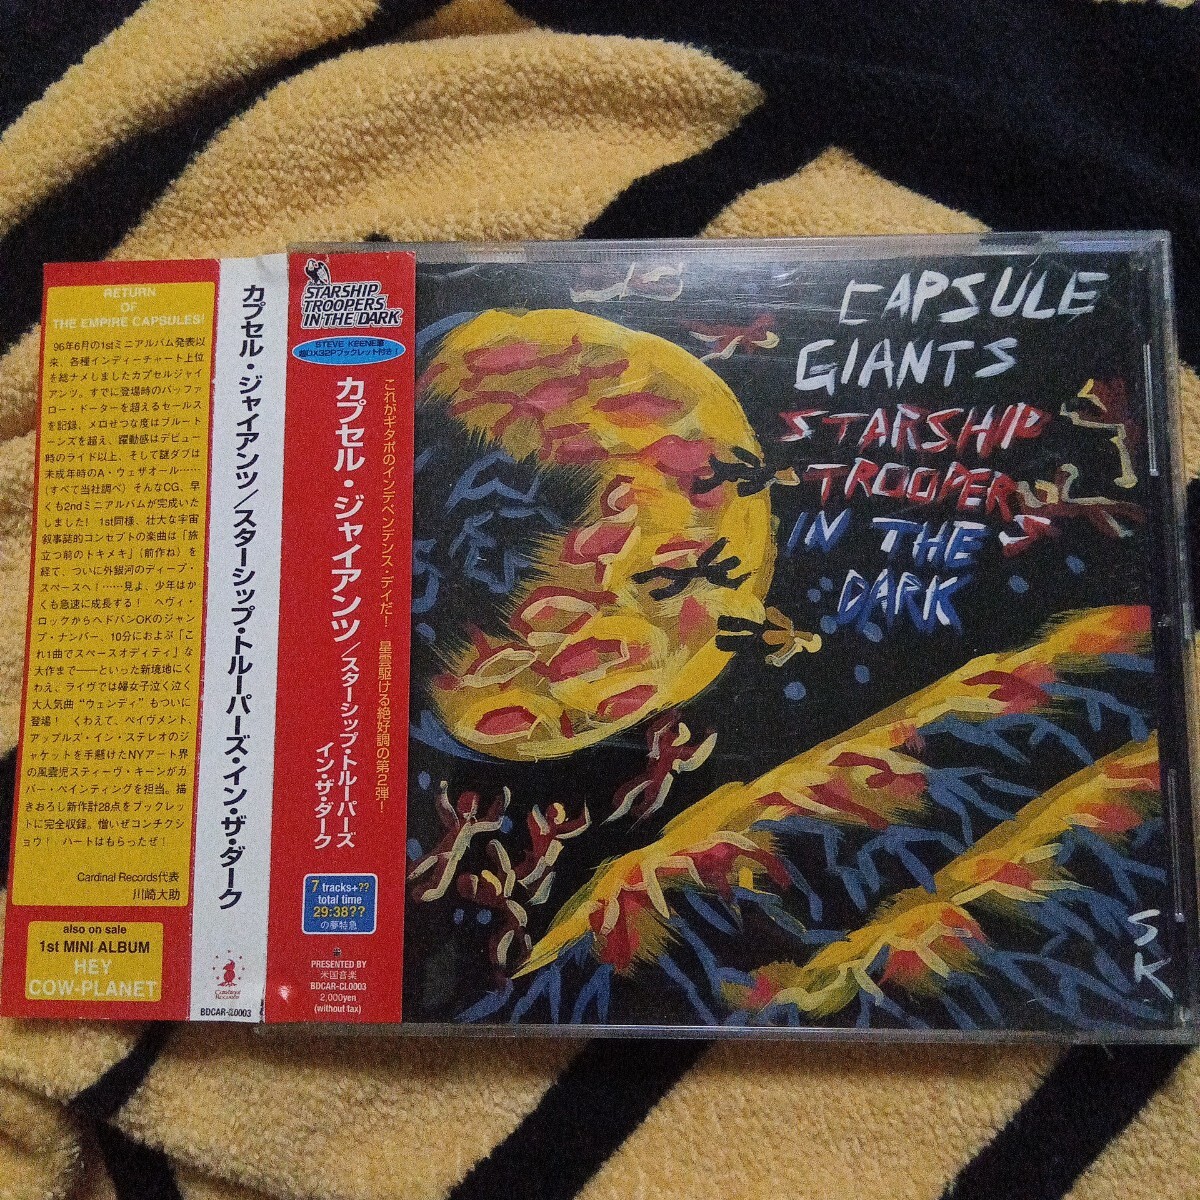 RETURN
OF
THE EMPIRE CAPSULES!
96年6月の1stミニアルバム発表以
来、各種インディーチャート上位
を総ナメしましたカプセルジャイ
アンツ。すでに登場時のバッファ
ロー・ドーターを超えるセールス
を記録、メロせつな度はブルート
ーンズを超え、躍動感はデビュー
時のライド以上、そして謎ダブは
未成年時のA・ウェザオール……
(すべて当社調べ) そんなCG、早
くも2ndミニアルバムが完成いた
しました! 1st同様、壮大な宇宙
叙事詩的コンセプトの楽曲は「旅
立つ前のトキメキ」(前作ね) を
経て、ついに外銀河のディープ・
スペースへ!……見よ、少年はか
くも急速に成長する! ヘヴィ・
ロックからヘドバンOKのジャン
プ・ナンバー、10分におよぶ「こ
れ1曲でスペースオディティ」な
大作まで――といった新境地にく
わえ、ライヴでは婦女子泣く泣く
大人気曲“ウェンディ”もついに
登場! くわえて、ペイヴメント、
アップルズ・イン・ステレオのジ
ャケットを手懸けたNYアート界
の風雲児スティーヴ・キーンがカ
バー・ペインティングを担当。描
きおろし新作計28点をブックレッ
トに完全収録。憎いぜコンチクシ
ョウ! ハートはもらったぜ!
Cardinal Records代表
川崎大助
also on sale
1st MINI ALBUM
HEY
COW-PLANET
カプセル・ジャイアンツ/スターシップ・トルーパーズ・イン・ザ・ダーク
Cardinal
Records
BDCAR-CL0003
STARSHIP
TROOPERS
IN THE DARK
STEVE KEENE筆
超DX32Pブックレット付き!
これがギタポのインデペンデンス・デイだ! 星雲駆ける絶好調の第2弾!
カプセル・ジャイアンツ/スターシップ・トルーパーズ
イン・ザ・ダーク
7 tracks+??
total time
29:38??
の夢特急
PRESENTED BY
米国音楽
BDCAR-CL0003
2,000yen
(without tax)
CAPSULE
GIANTS
STARSHIP
TROOPERS
IN THE
DARK
SK